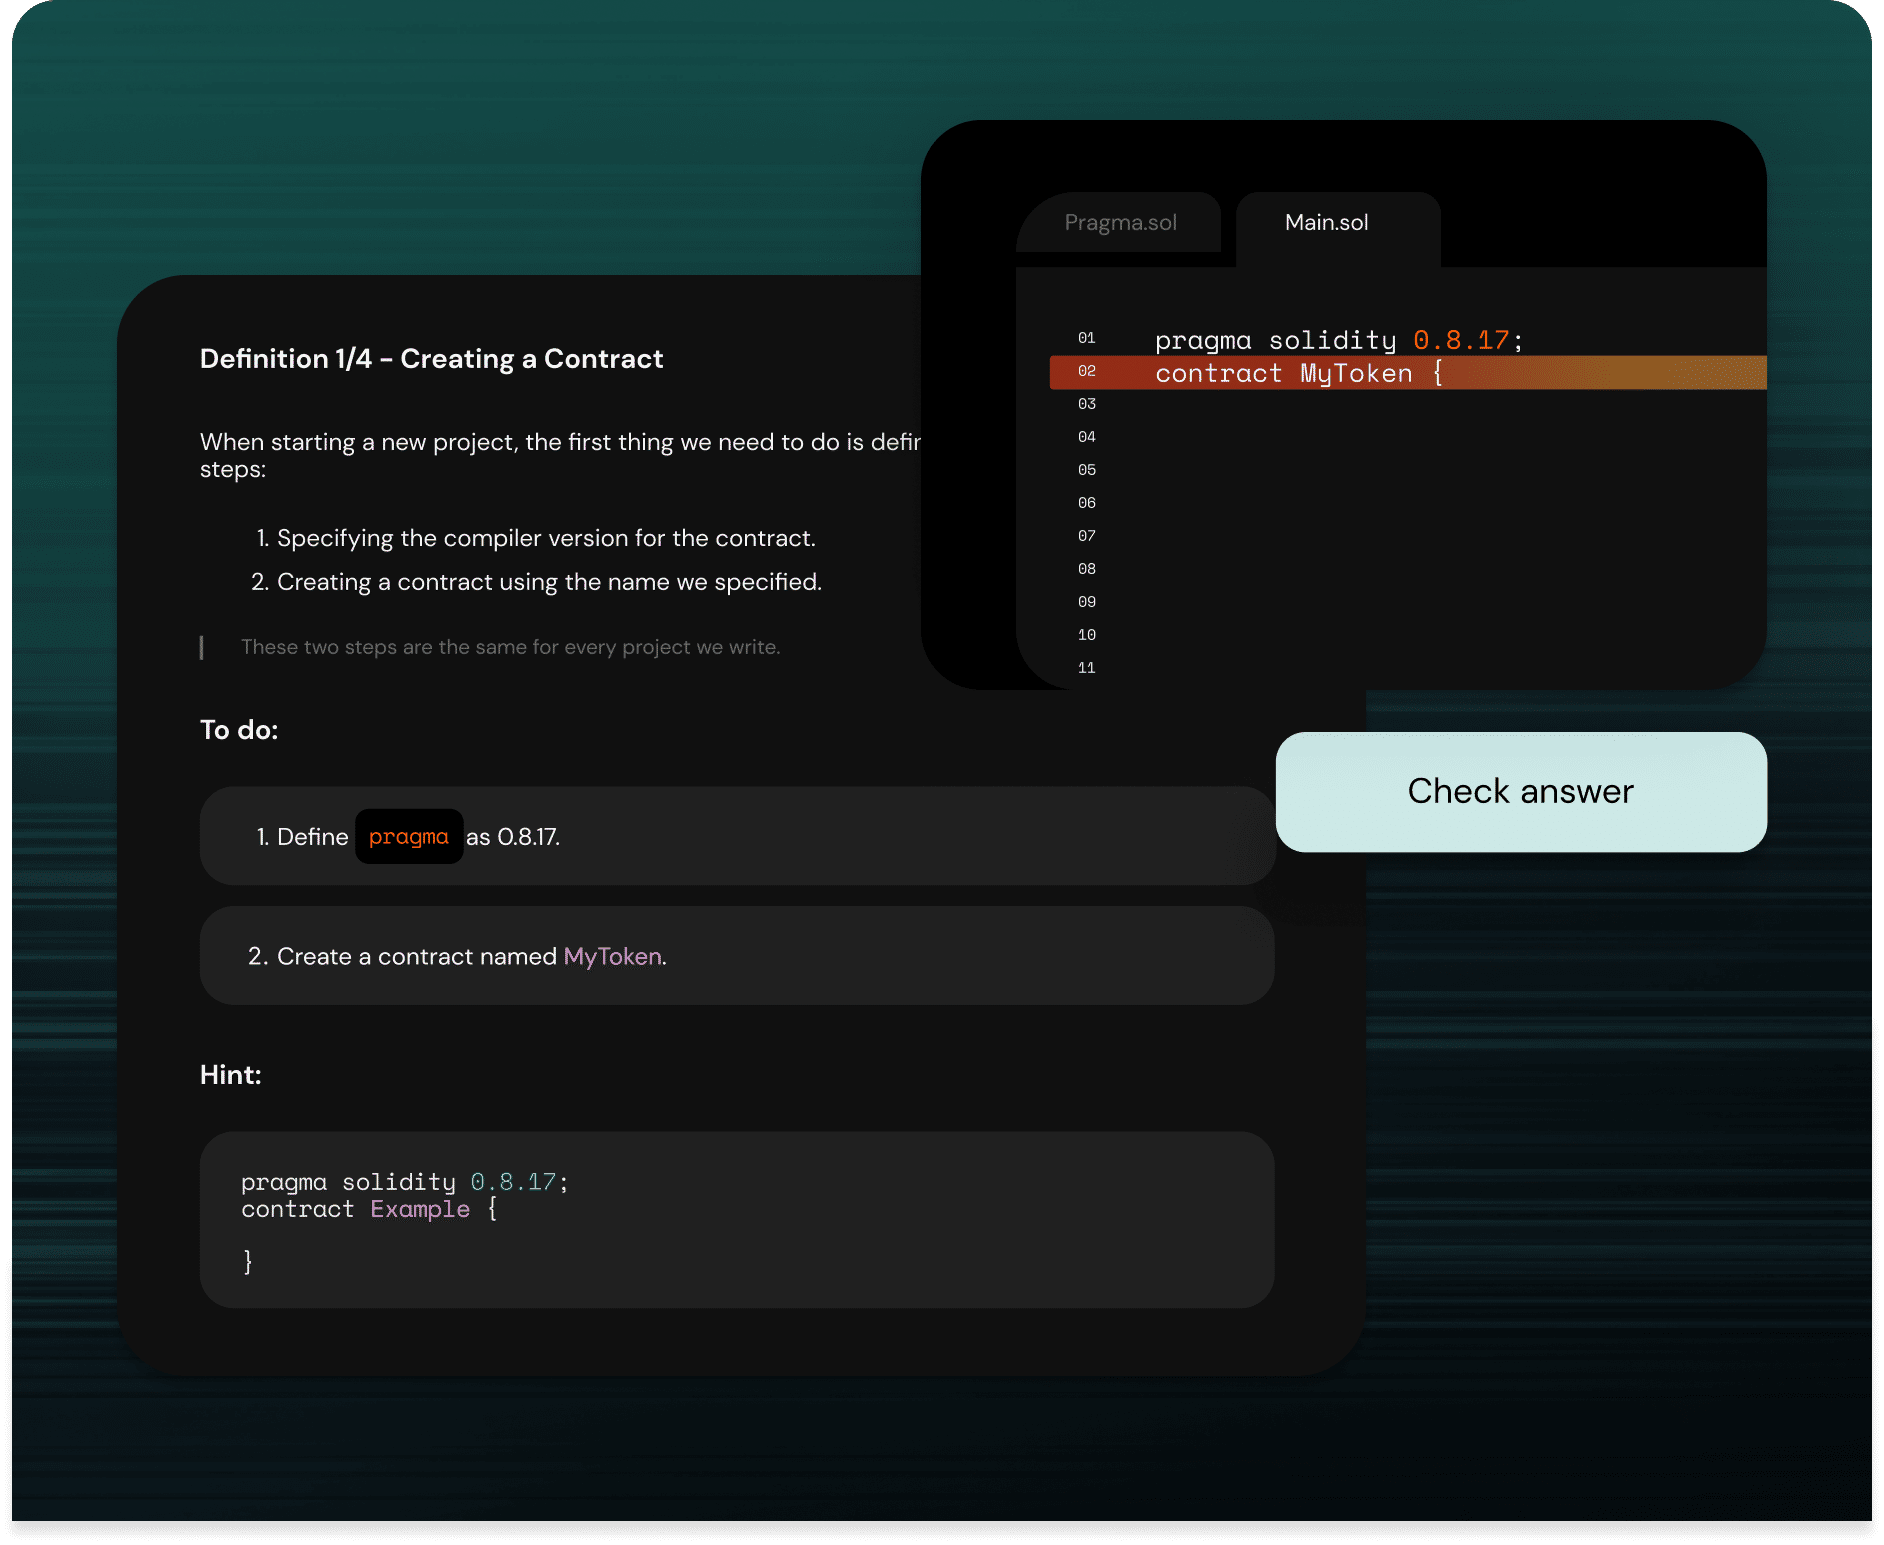 Pragma.sol
Main.sol
01 pragma solidity 0.8.17;
02 contract MyToken {
03
04
05
06
07
08
09
10
11
Definition 1/4 - Creating a Contract
When starting a new project, the first thing we need to do is
steps:
1. Specifying the compiler version for the contract.
2. Creating a contract using the name we specified.
These two steps are the same for every project we write.
To do:
1. Define pragma as 0.8.17.
2. Create a contract named MyToken.
Check answer
Hint:
pragma solidity 0.8.17;
contract Example {
}